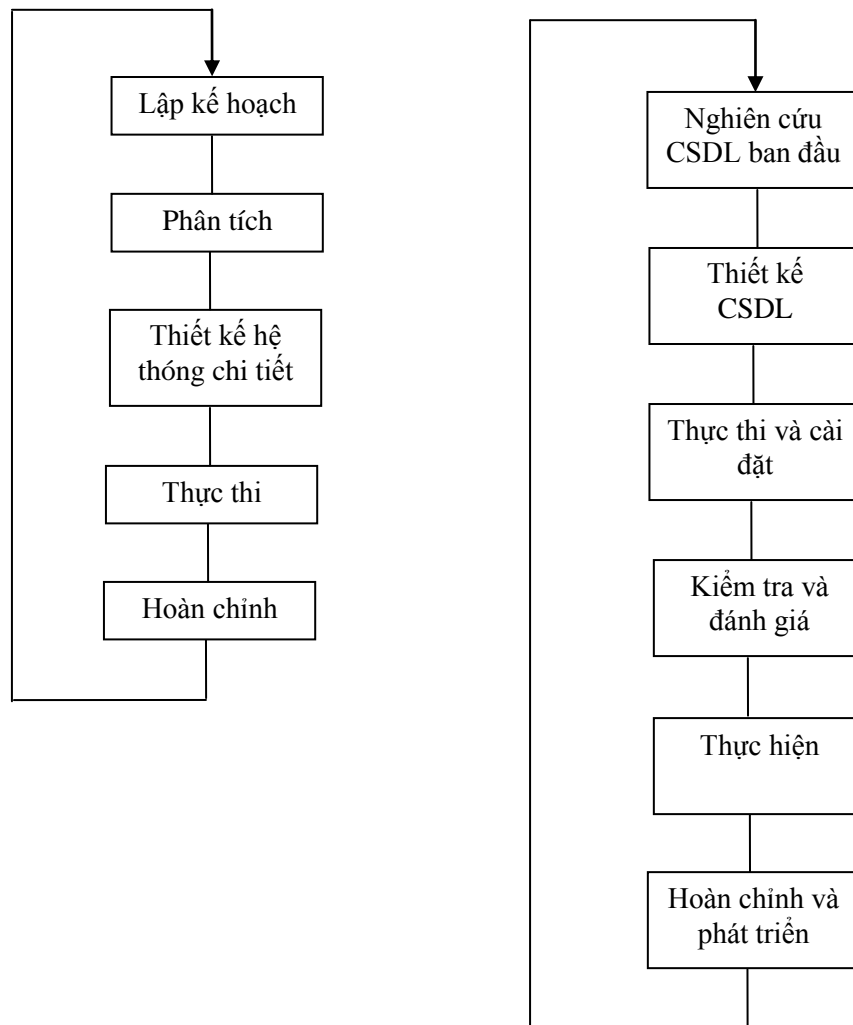 Lập kế hoạch
Phân tích
Thiết kế hệ
thóng chi tiết
Thực thi
Hoàn chỉnh
Nghiên cứu
CSDL ban đầu
Thiết kế
CSDL
Thực thi và cài
đặt
Kiểm tra và
đánh giá
Thực hiện
Hoàn chỉnh và
phát triển